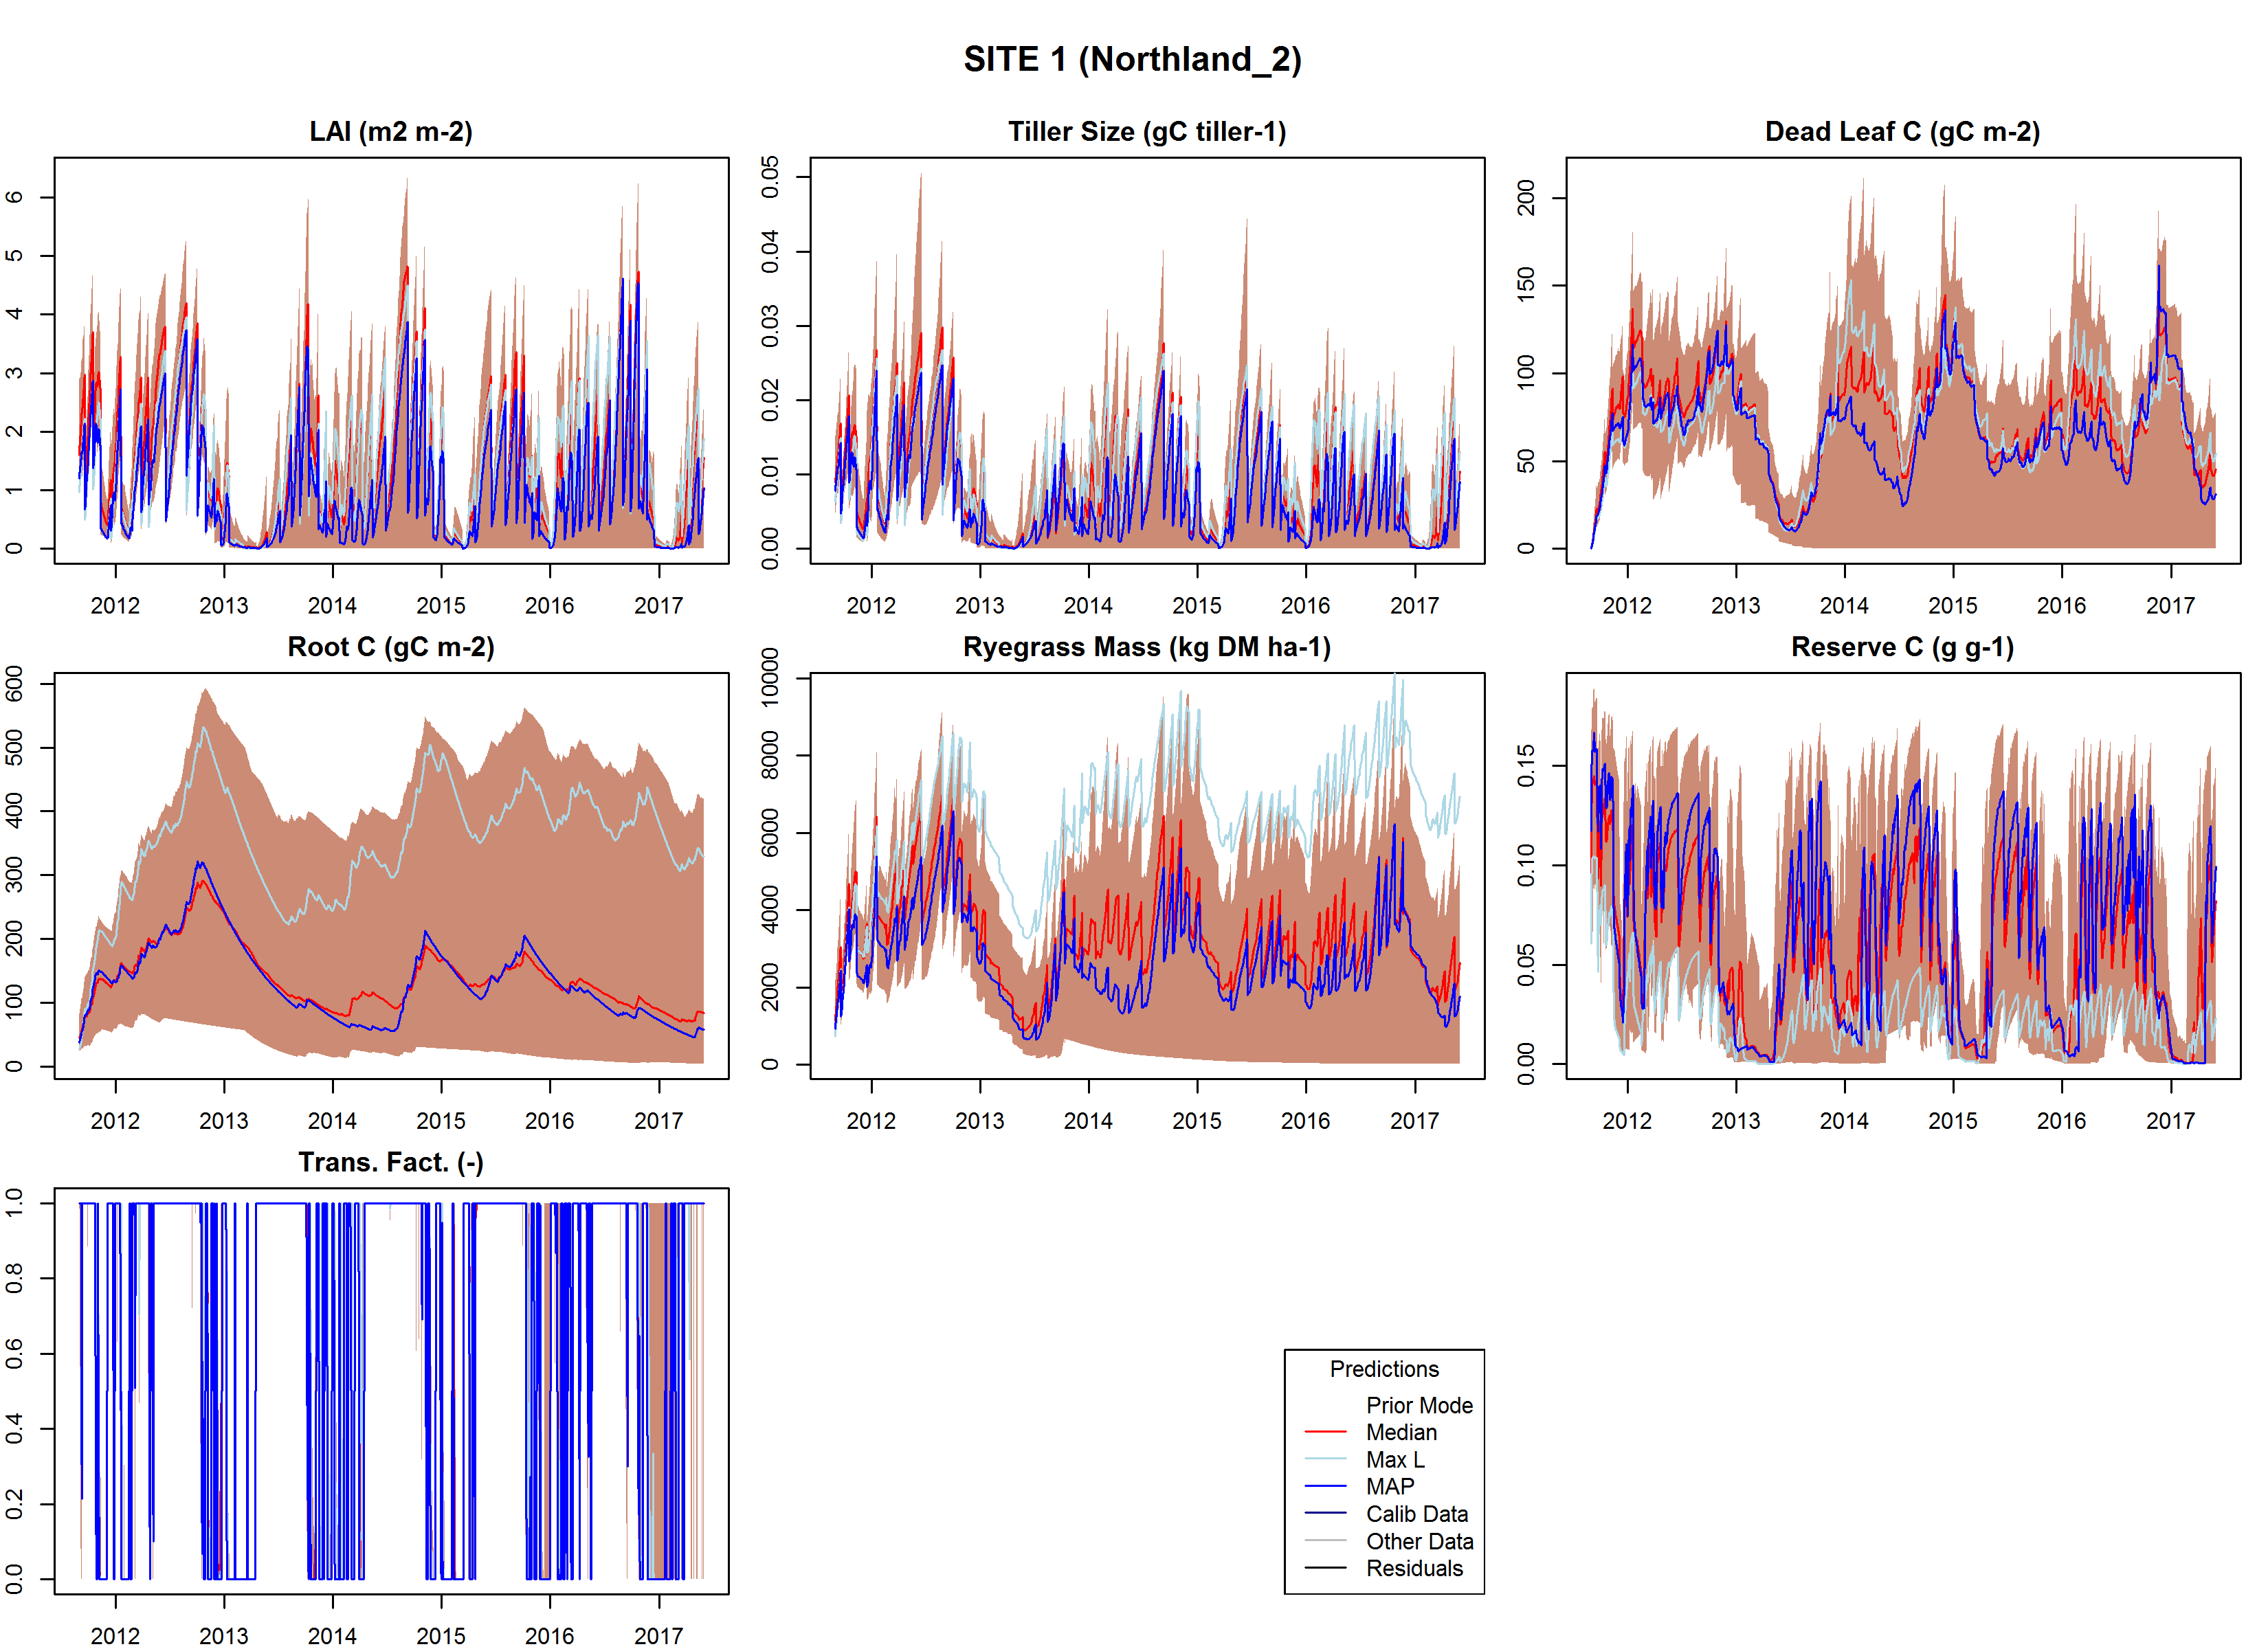 SITE 1 (Northland_2)
LAI (m2 m-2)
0 1 2 3 4 5 6
2012 2013 2014 2015 2016 2017
Tiller Size (gC tiller-1)
0.00 0.01 0.02 0.03 0.04 0.05
2012 2013 2014 2015 2016 2017
Dead Leaf C (gC m-2)
0 50 100 150 200
2012 2013 2014 2015 2016 2017
Root C (gC m-2)
0 100 200 300 400 500 600
2012 2013 2014 2015 2016 2017
Ryegrass Mass (kg DM ha-1)
0 2000 4000 6000 8000 10000
2012 2013 2014 2015 2016 2017
Reserve C (g g-1)
0.00 0.05 0.10 0.15
2012 2013 2014 2015 2016 2017
Trans. Fact. (-)
0.0 0.2 0.4 0.6 0.8 1.0
2012 2013 2014 2015 2016 2017
Predictions
Prior Mode
Median
Max L
MAP
Calib Data
Other Data
Residuals